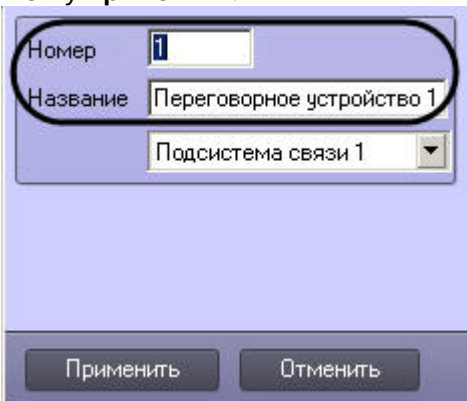 Номер 1
Название Переговорное устройство 1
Подсистема связи 1
Применить Отменить